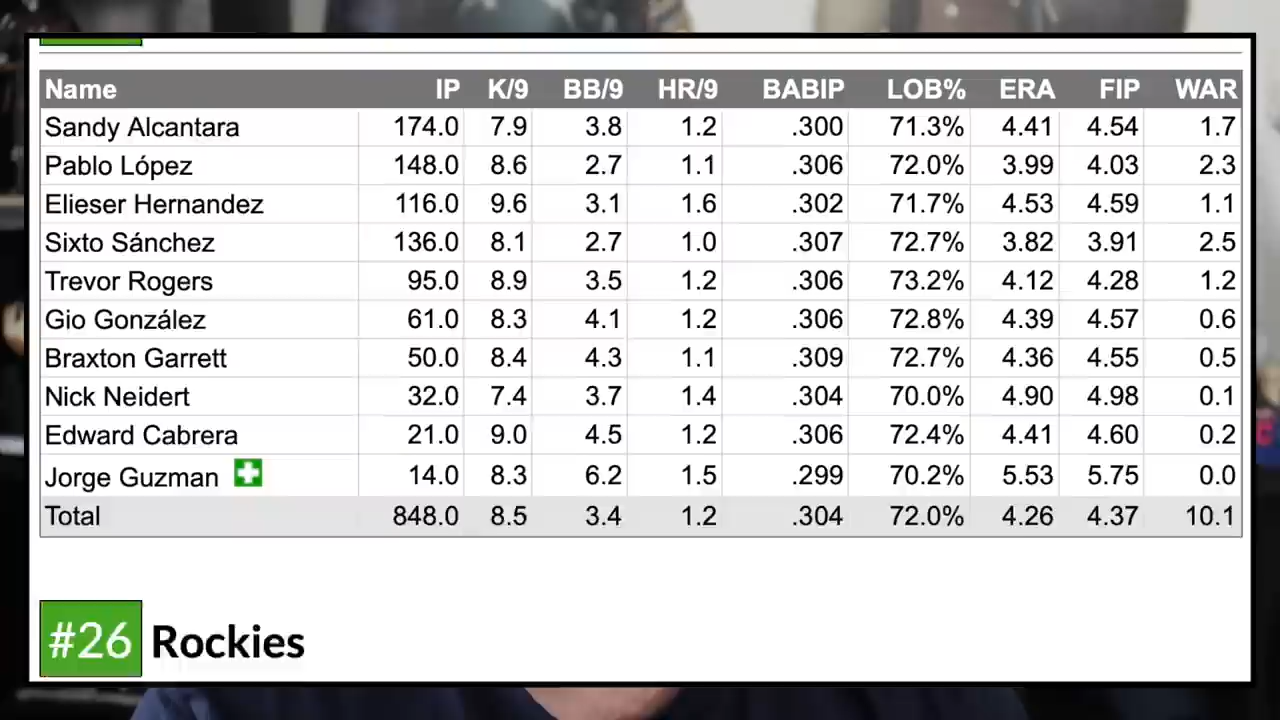 Name IP K/9 BB/9 HR/9 BABIP LOB% ERA FIP WAR
Sandy Alcantara 174.0 7.9 3.8 1.2 .300 71.3% 4.41 4.54 1.7
Pablo López 148.0 8.6 2.7 1.1 .306 72.0% 3.99 4.03 2.3
Elieser Hernandez 116.0 9.6 3.1 1.6 .302 71.7% 4.53 4.59 1.1
Sixto Sánchez 136.0 8.1 2.7 1.0 .307 72.7% 3.82 3.91 2.5
Trevor Rogers 95.0 8.9 3.5 1.2 .306 73.2% 4.12 4.28 1.2
Gio González 61.0 8.3 4.1 1.2 .306 72.8% 4.39 4.57 0.6
Braxton Garrett 50.0 8.4 4.3 1.1 .309 72.7% 4.36 4.55 0.5
Nick Neidert 32.0 7.4 3.7 1.4 .304 70.0% 4.90 4.98 0.1
Edward Cabrera 21.0 9.0 4.5 1.2 .306 72.4% 4.41 4.60 0.2
Jorge Guzman 14.0 8.3 6.2 1.5 .299 70.2% 5.53 5.75 0.0
Total 848.0 8.5 3.4 1.2 .304 72.0% 4.26 4.37 10.1
#26 Rockies